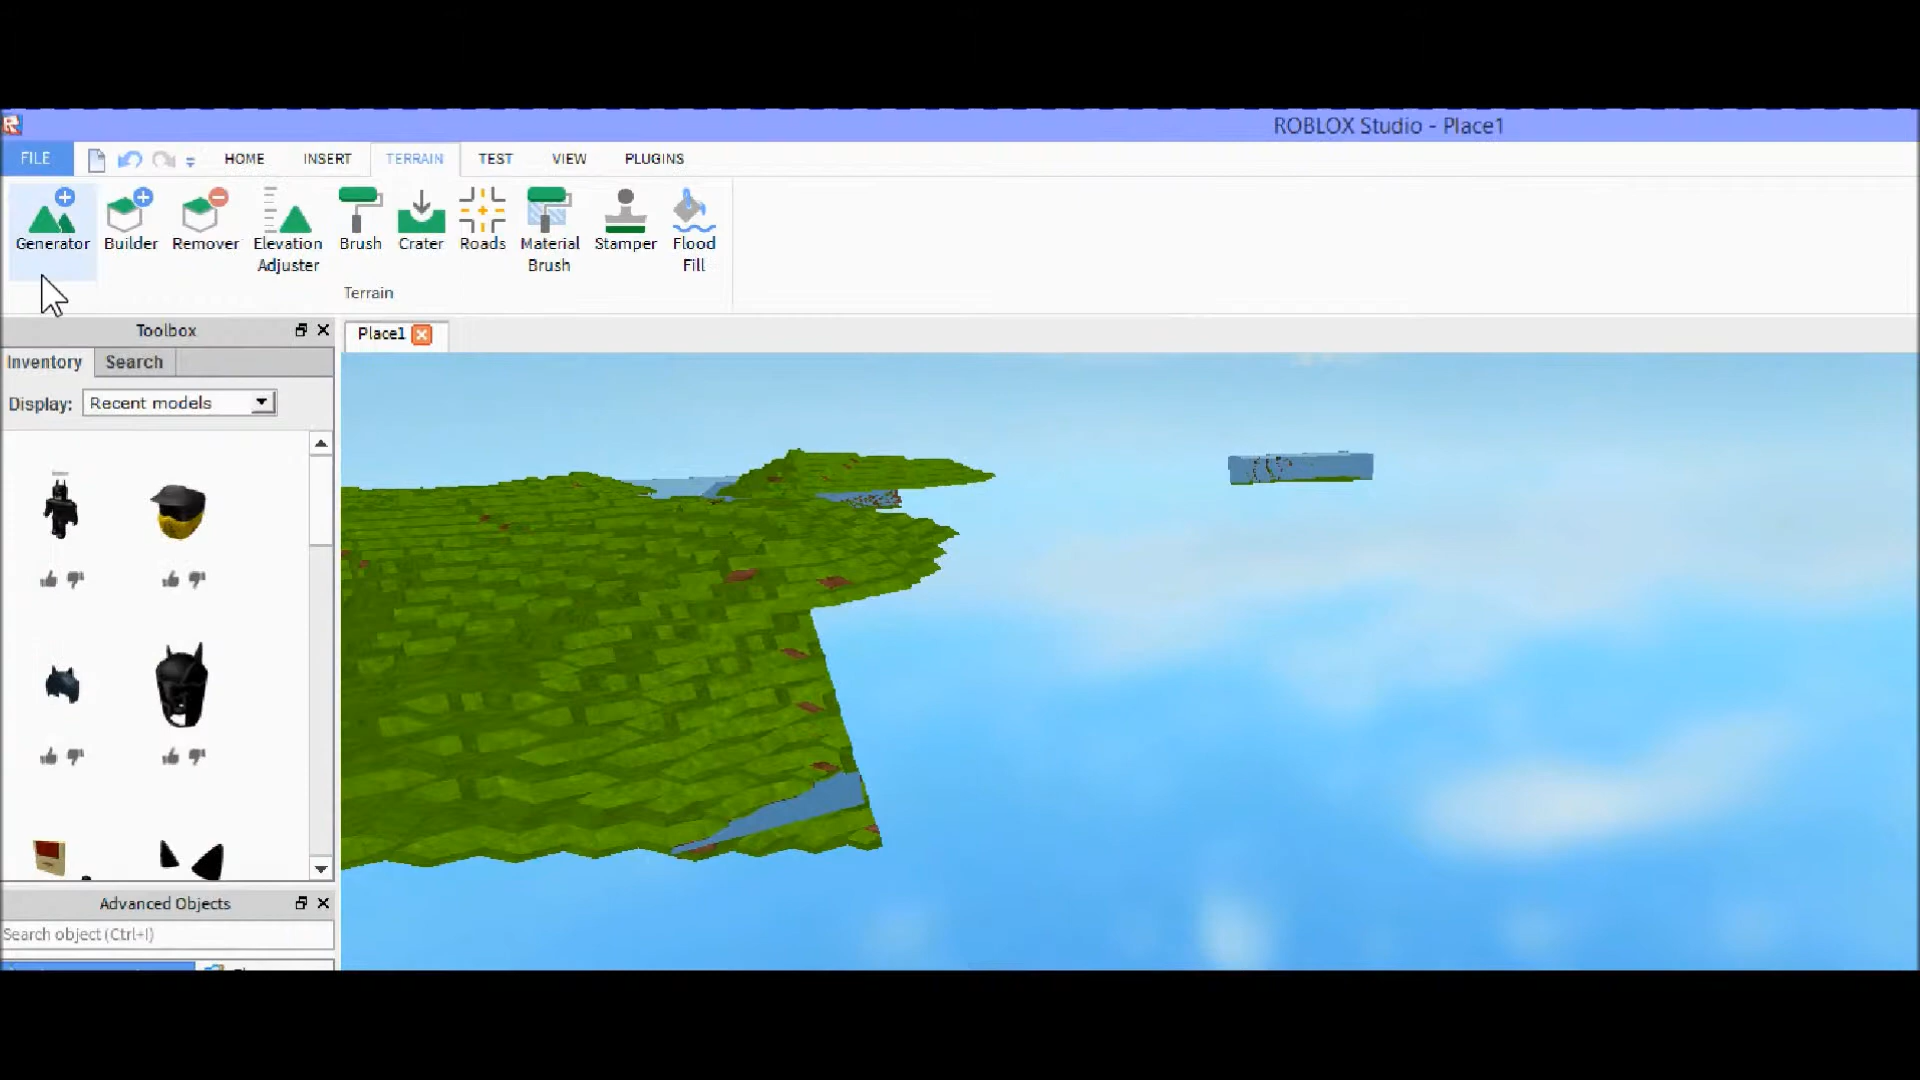 ROBLOX Studio - Place1
FILE HOME INSERT TERRAIN TEST VIEW PLUGINS
Generator Builder Remover Elevation Adjuster Brush Crater Roads Material Brush Stamper Flood Fill
Terrain
Toolbox
Place1
Inventory Search
Display: Recent models
Advanced Objects
Search object (Ctrl+I)